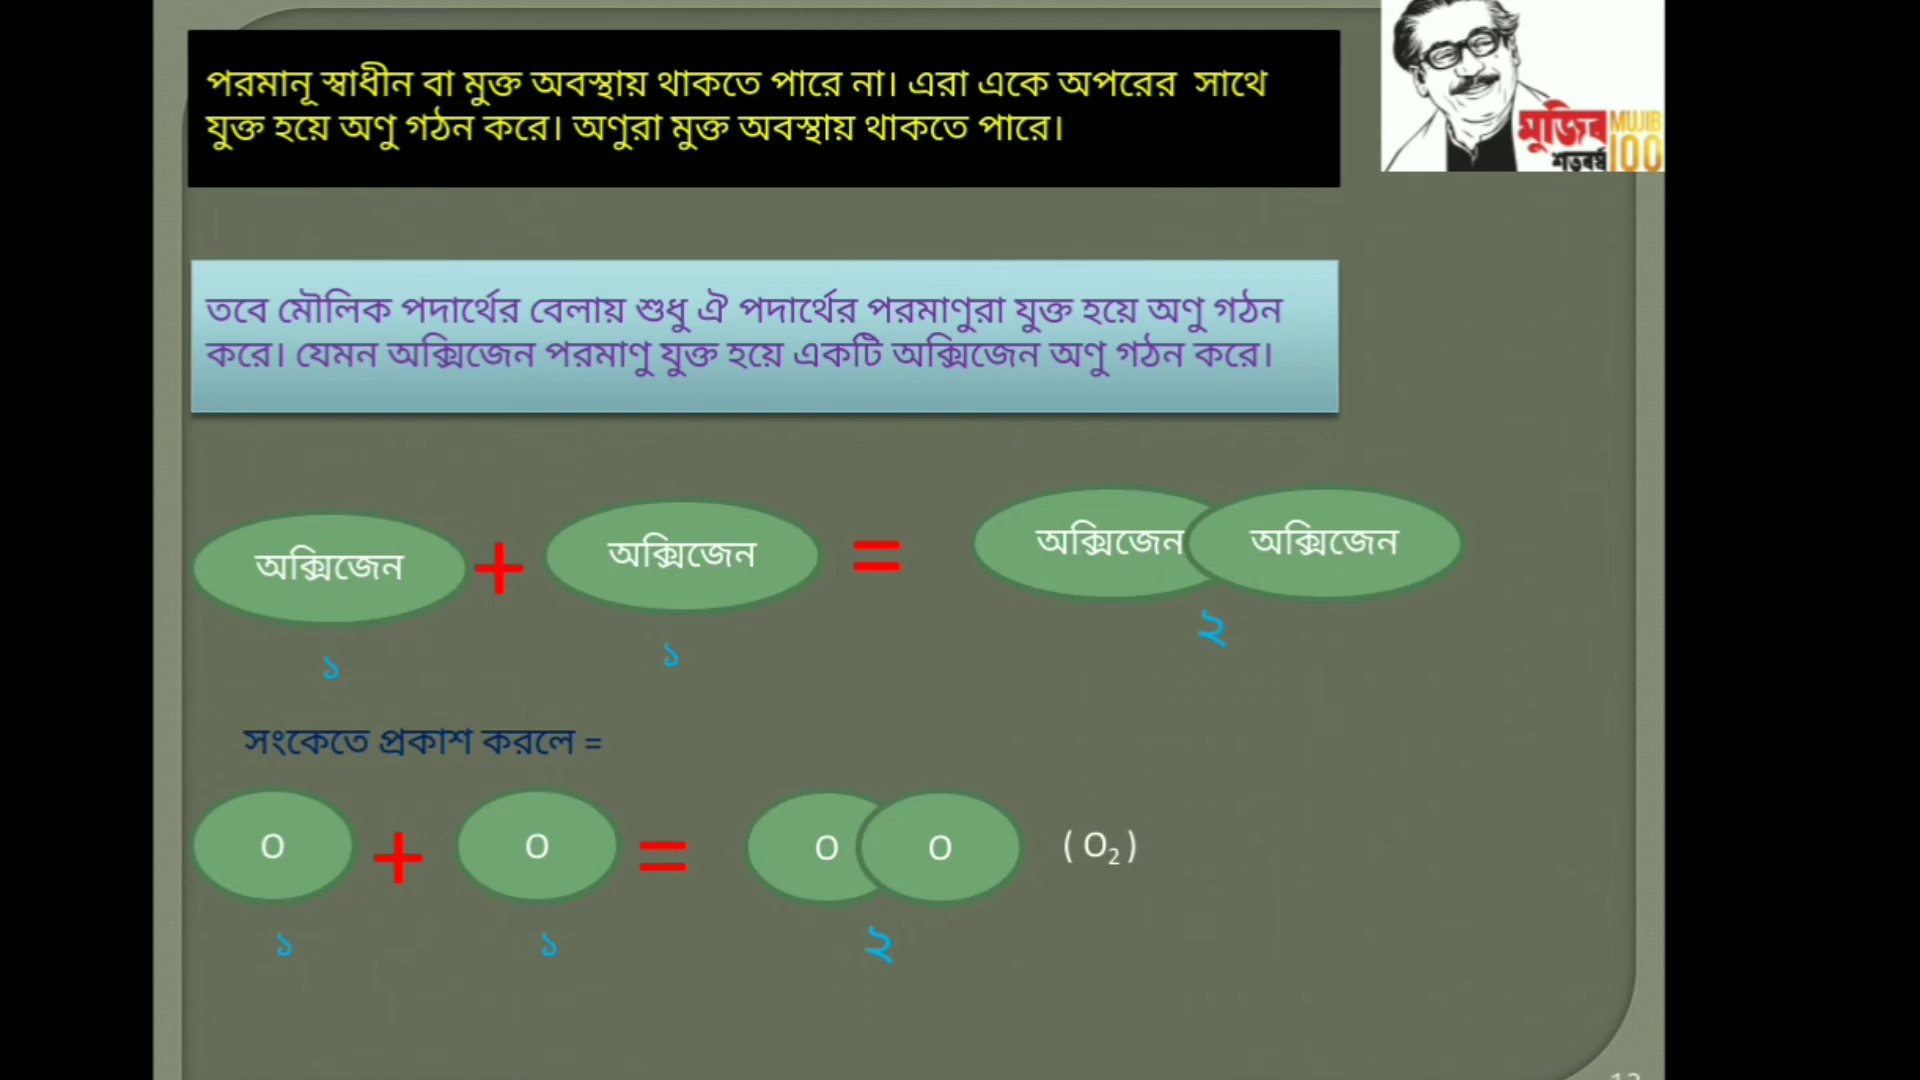 পরমানূ স্বাধীন বা মুক্ত অবস্থায় থাকতে পারে না। এরা একে অপরের সাথে
যুক্ত হয়ে অণু গঠন করে। অণুরা মুক্ত অবস্থায় থাকতে পারে।
মুজিব
শতবর্ষ
MUJIB
100
তবে মৌলিক পদার্থের বেলায় শুধু ঐ পদার্থের পরমাণুরা যুক্ত হয়ে অণু গঠন
করে। যেমন অক্সিজেন পরমাণু যুক্ত হয়ে একটি অক্সিজেন অণু গঠন করে।
অক্সিজেন + অক্সিজেন = অক্সিজেন অক্সিজেন
১ ১ ২
সংকেতে প্রকাশ করলে =
O + O = O O ( O₂ )
১ ১ ২